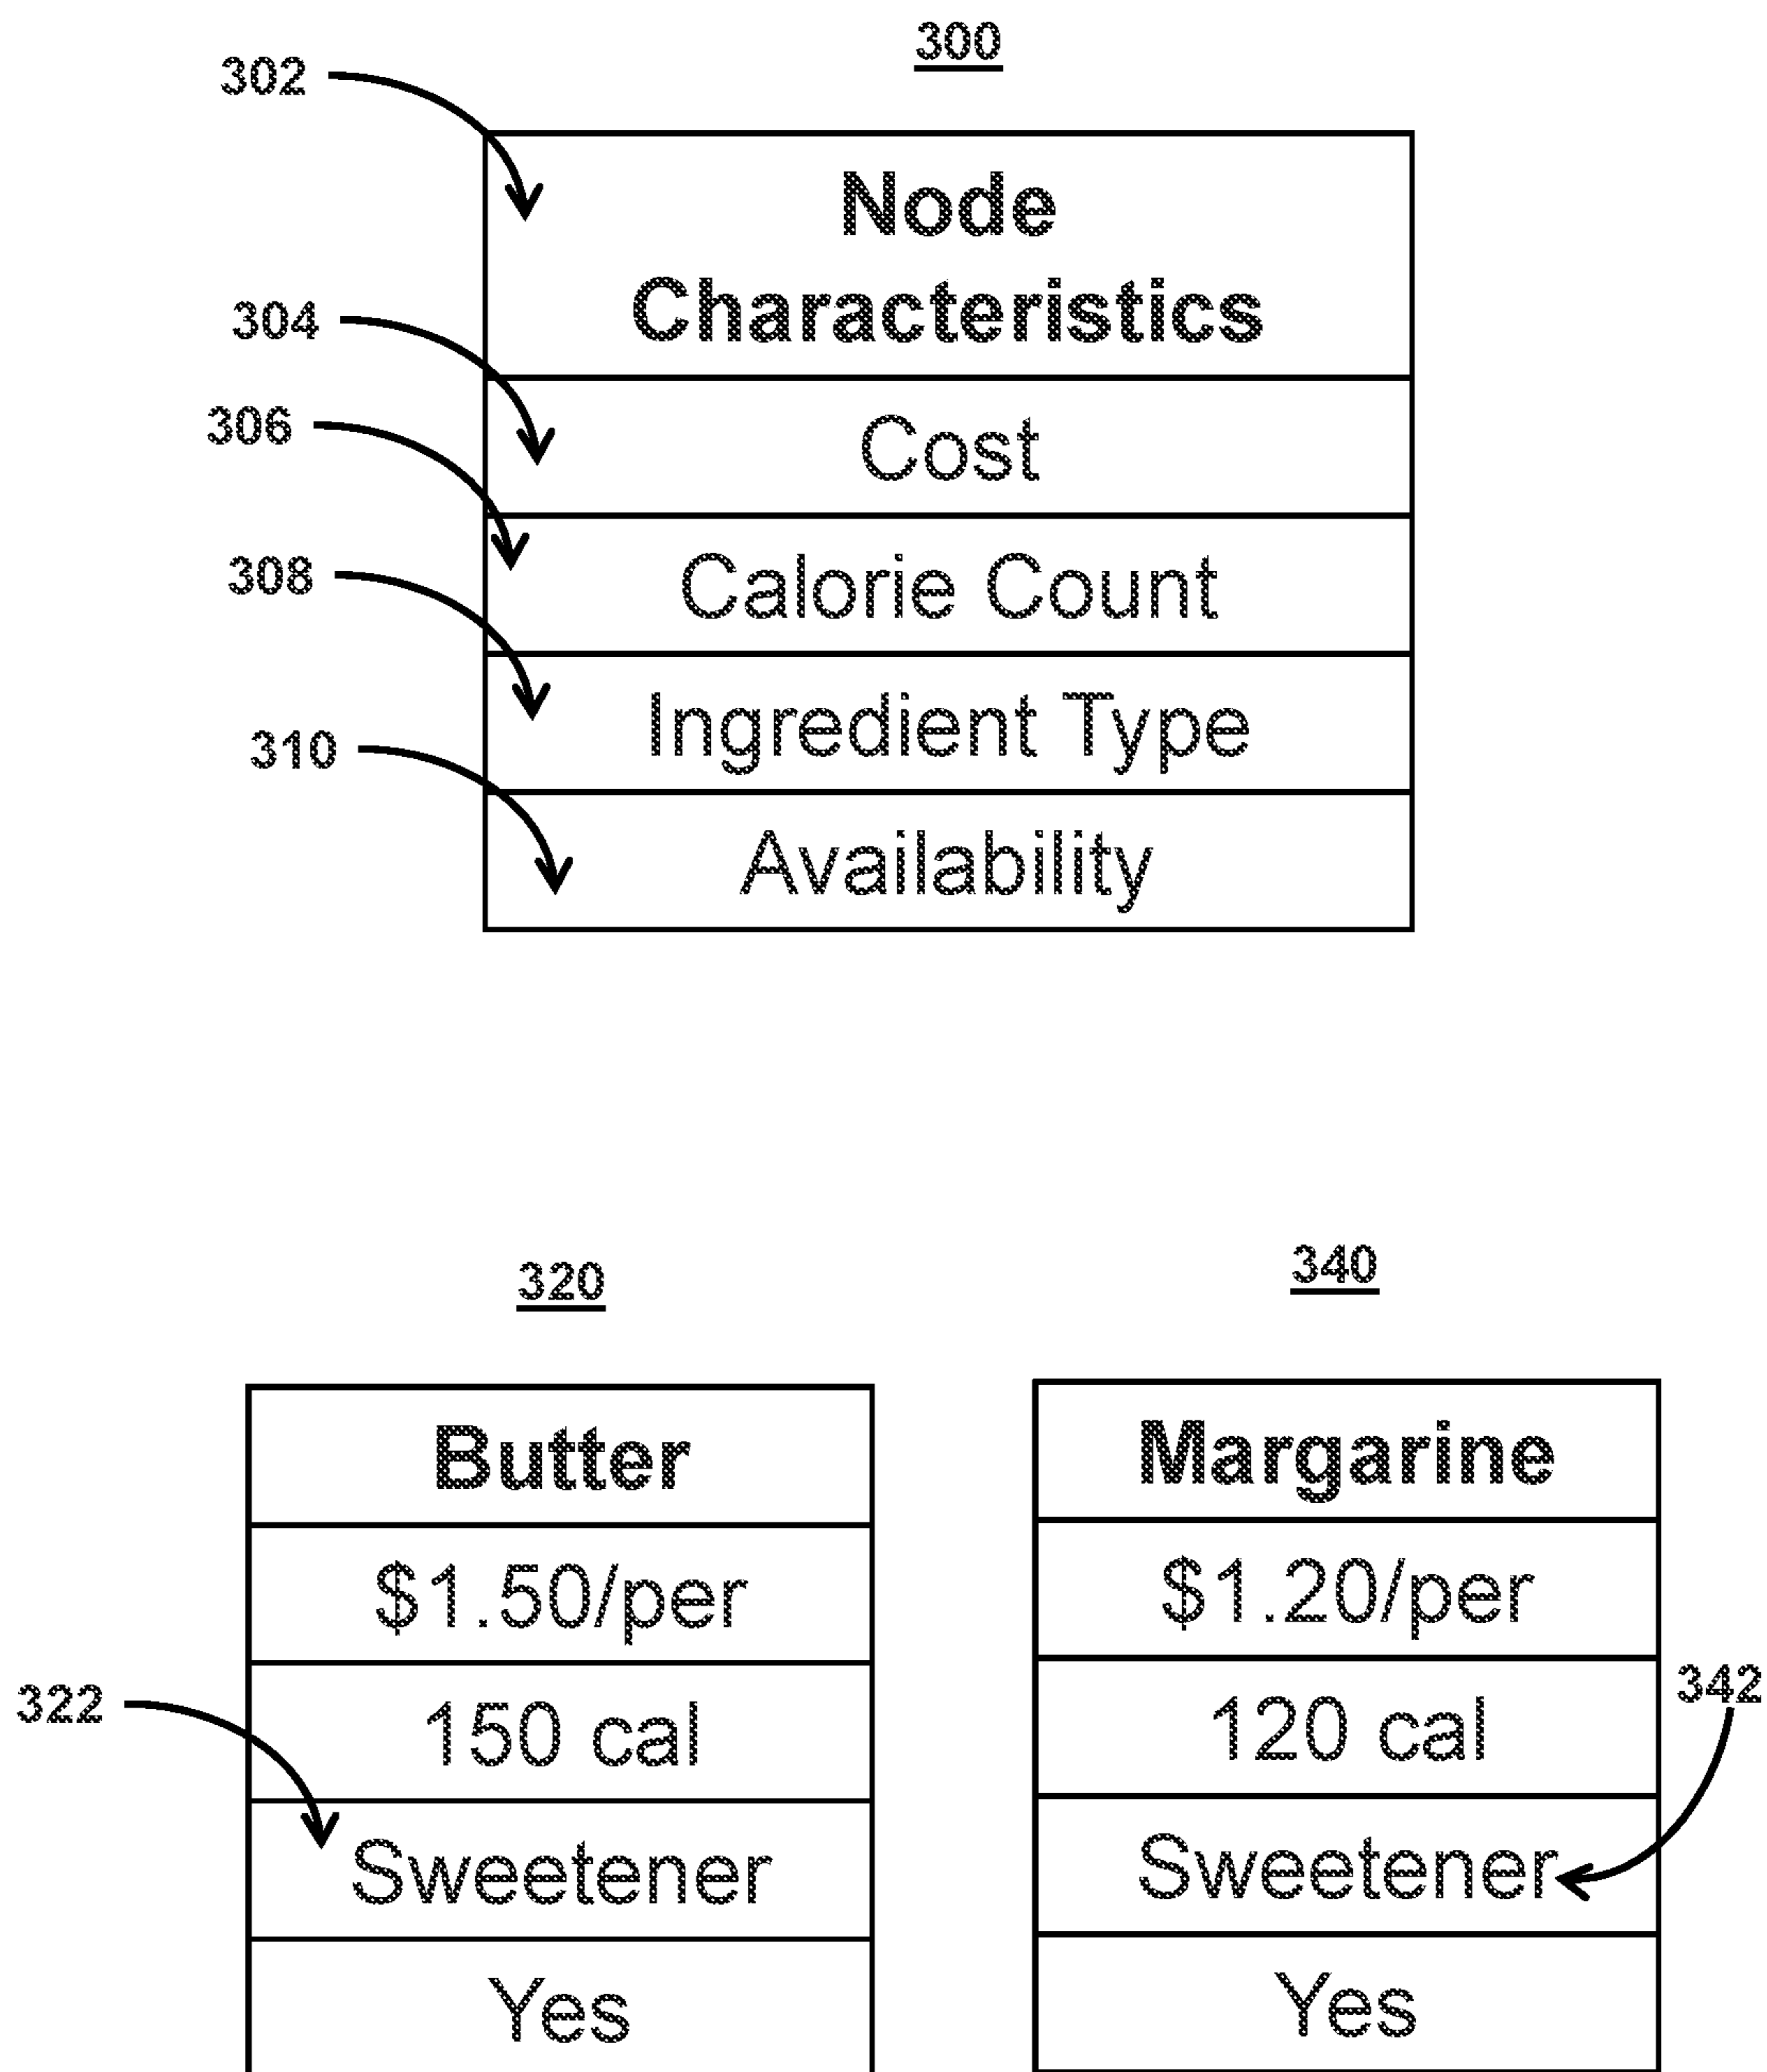 300
302
Node
Characteristics
304
Cost
306
Calorie Count
308
Ingredient Type
310
Availability
320
340
Butter
Margarine
$1.50/per
$1.20/per
322
150 cal
120 cal
342
Sweetener
Sweetener
Yes
Yes